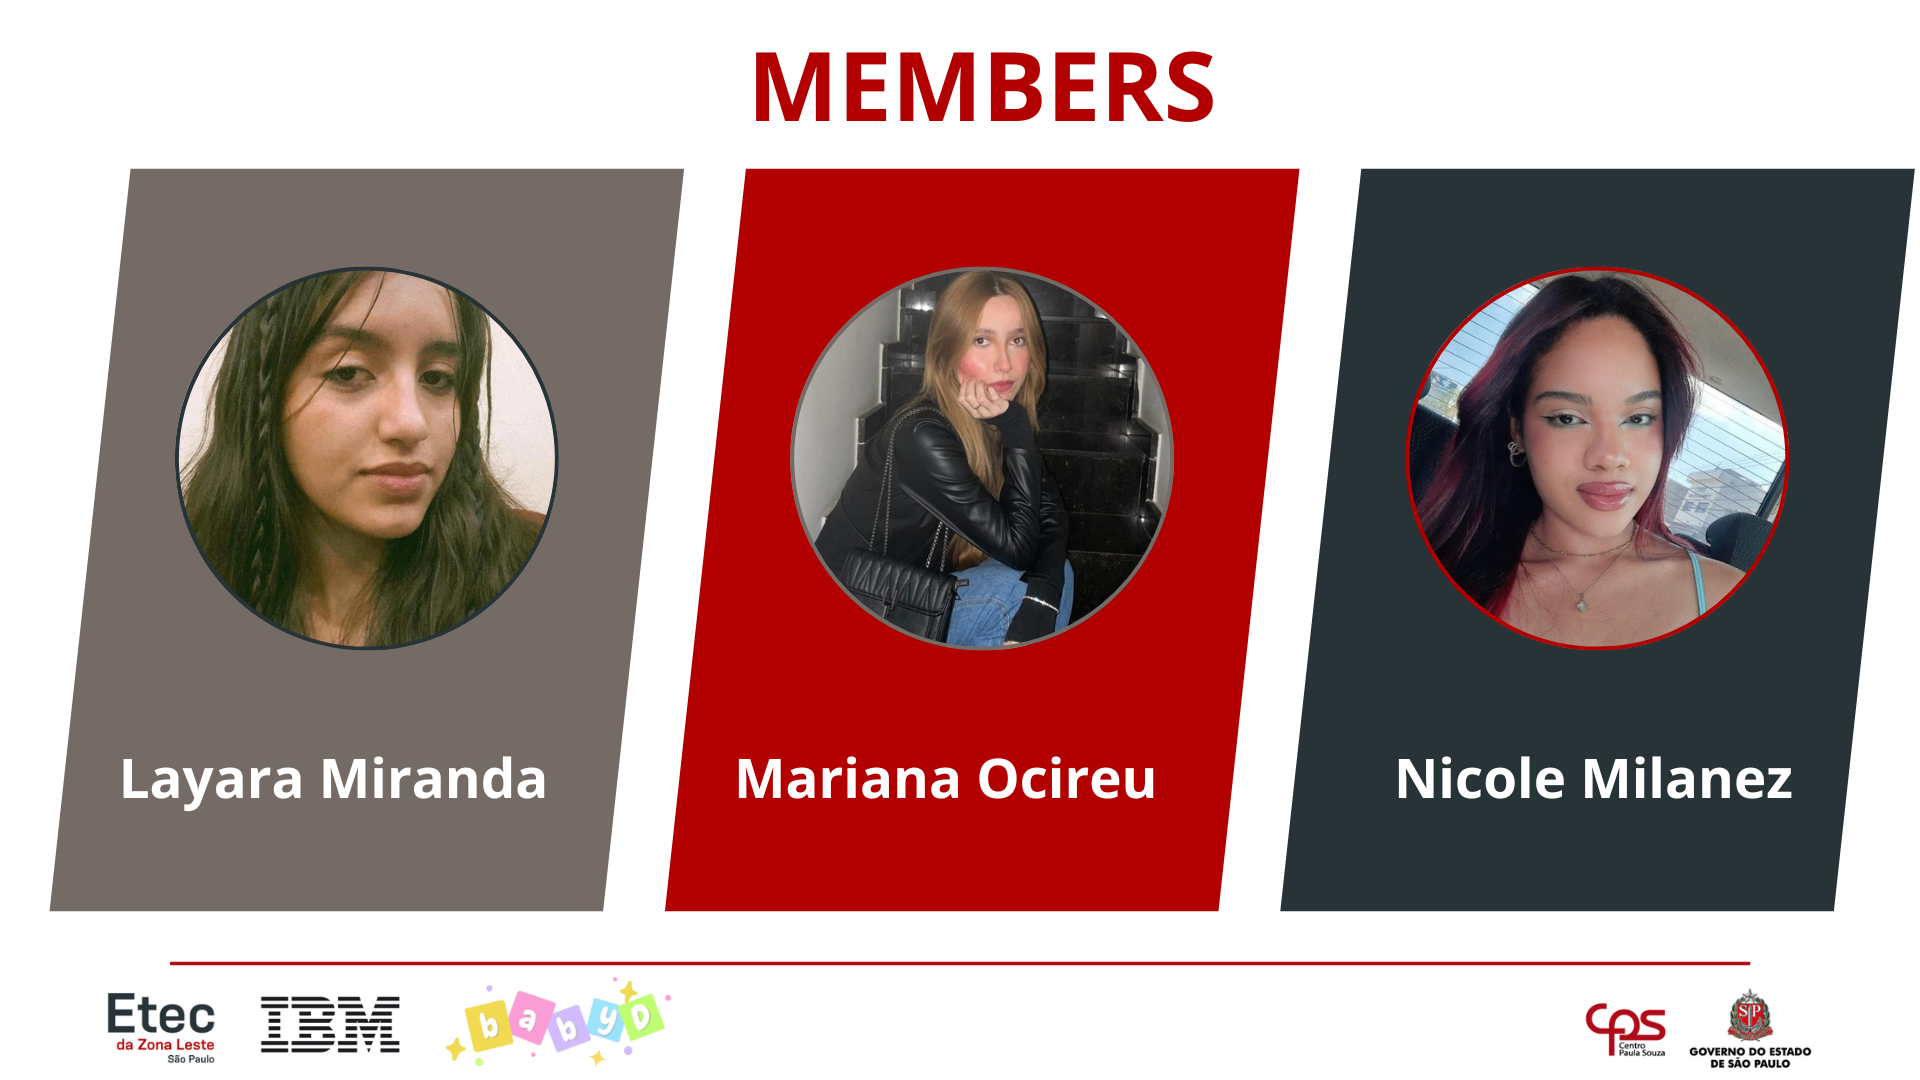 MEMBERS
Layara Miranda
Mariana Ocireu
Nicole Milanez
Etec
da Zona Leste
São Paulo
IBM
babyD
cps
Centro
Paula Souza
SP
GOVERNO DO ESTADO
DE SÃO PAULO